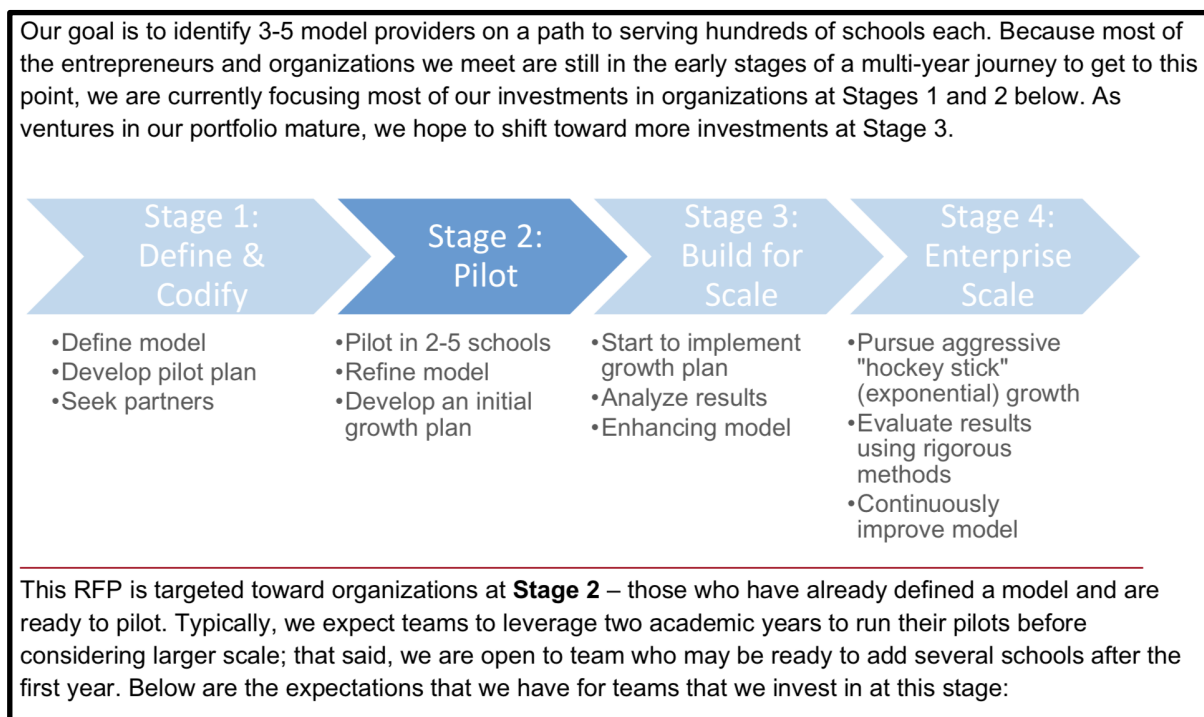 Our goal is to identify 3-5 model providers on a path to serving hundreds of schools each. Because most of
the entrepreneurs and organizations we meet are still in the early stages of a multi-year journey to get to this
point, we are currently focusing most of our investments in organizations at Stages 1 and 2 below. As
ventures in our portfolio mature, we hope to shift toward more investments at Stage 3.
Stage 1:
Define &
Codify
•Define model
•Develop pilot plan
•Seek partners
Stage 2:
Pilot
•Pilot in 2-5 schools
•Refine model
•Develop an initial
growth plan
Stage 3:
Build for
Scale
•Start to implement
growth plan
•Analyze results
•Enhancing model
Stage 4:
Enterprise
Scale
•Pursue aggressive
"hockey stick"
(exponential) growth
•Evaluate results
using rigorous
methods
•Continuously
improve model
This RFP is targeted toward organizations at Stage 2 – those who have already defined a model and are
ready to pilot. Typically, we expect teams to leverage two academic years to run their pilots before
considering larger scale; that said, we are open to team who may be ready to add several schools after the
first year. Below are the expectations that we have for teams that we invest in at this stage: